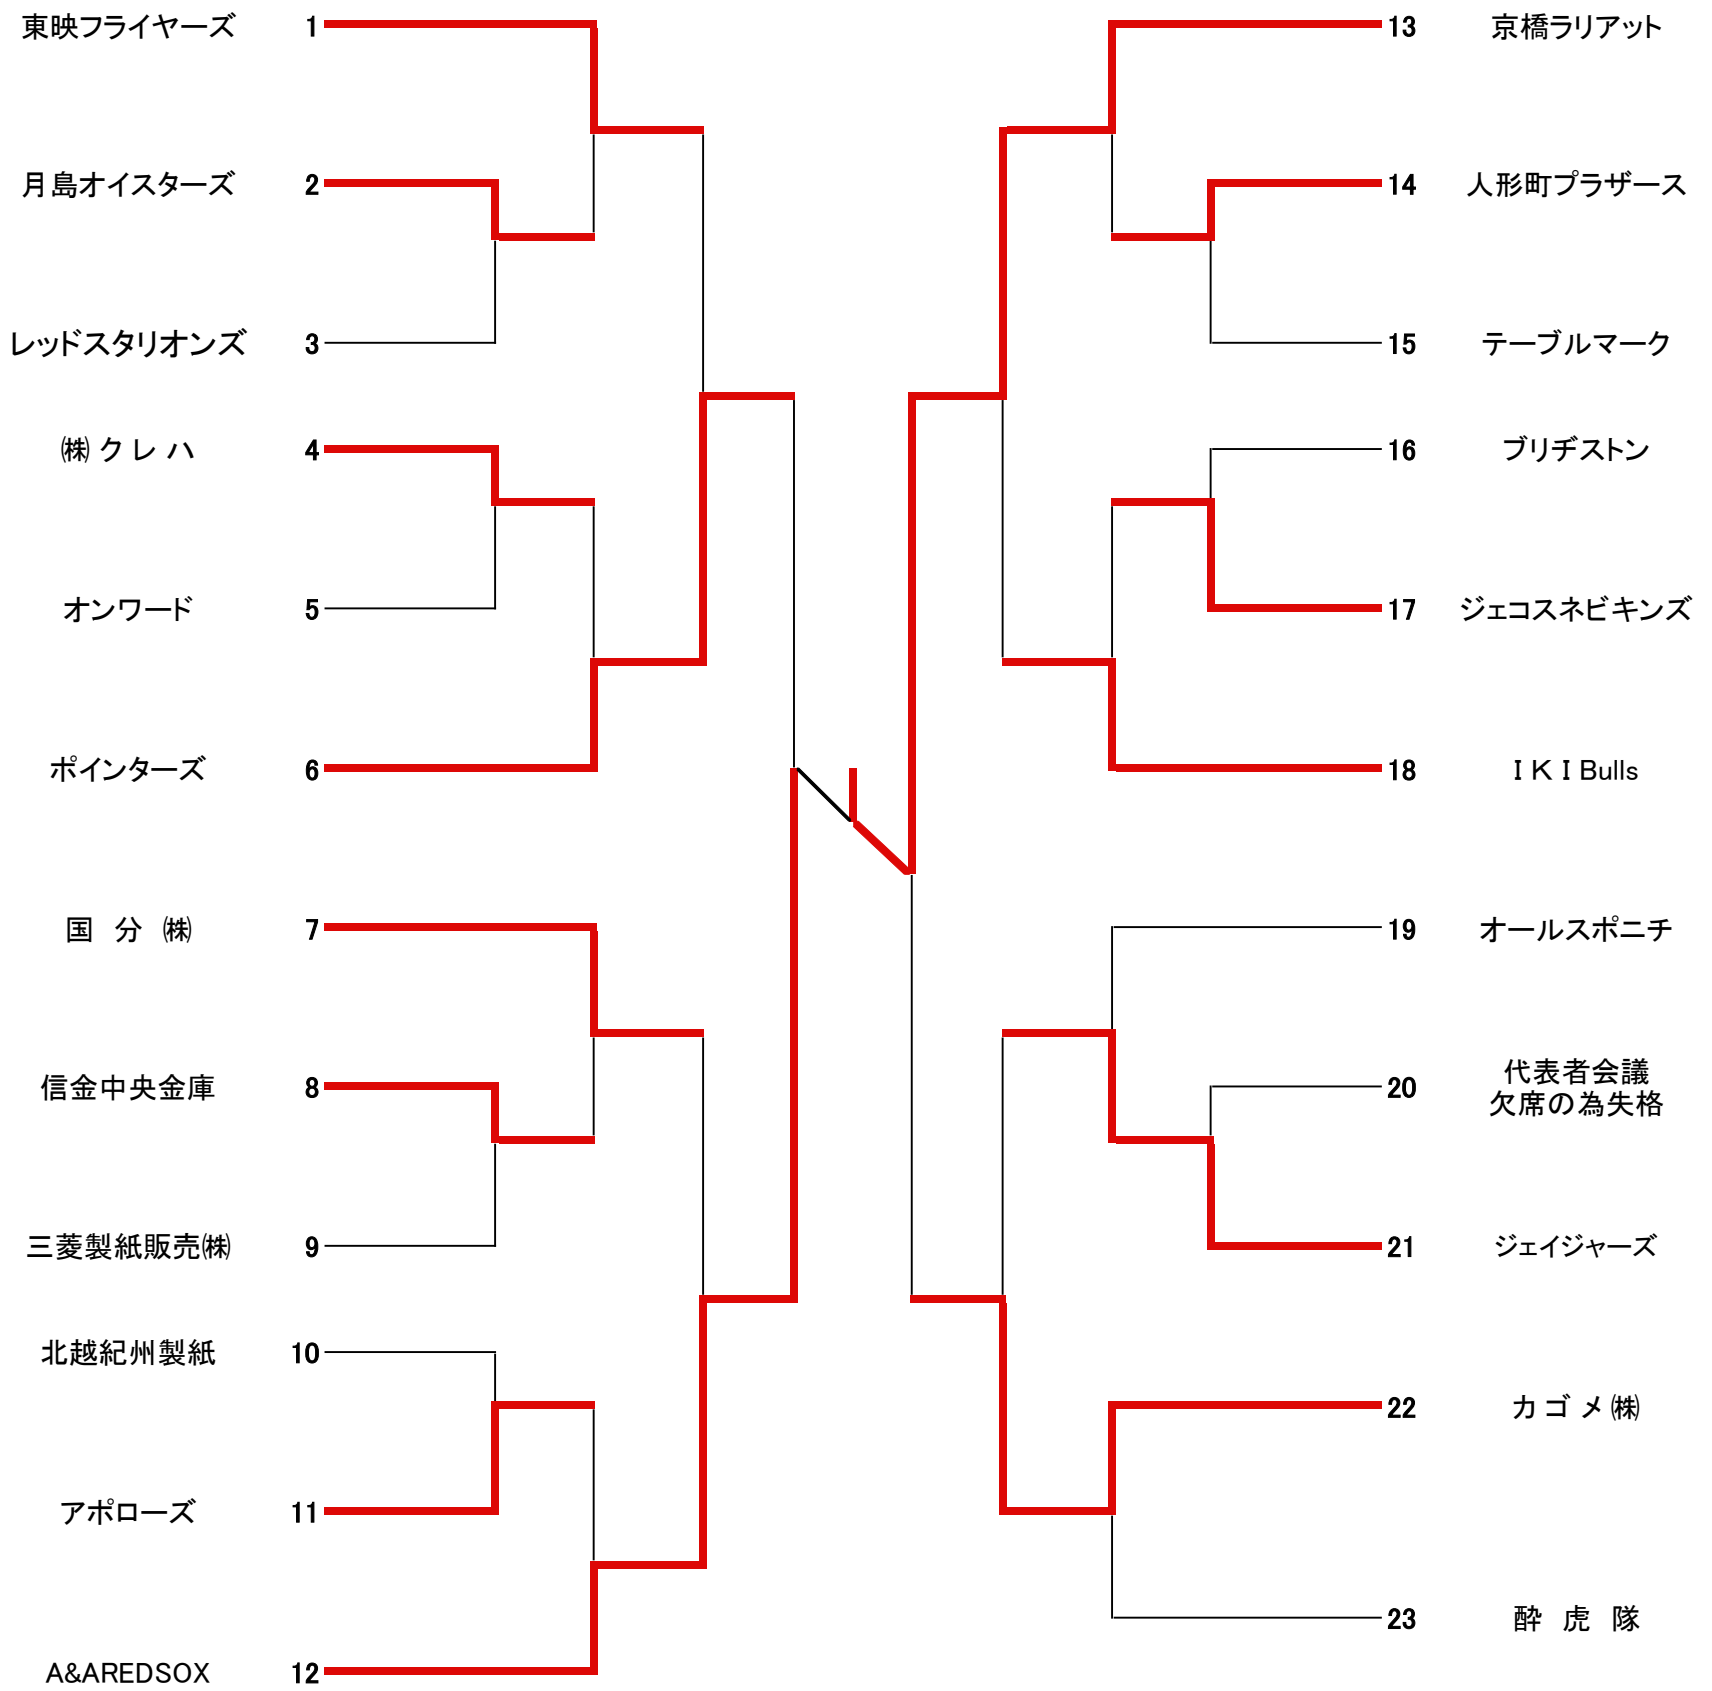 東映フライヤーズ 1
月島オイスターズ 2
レッドスタリオンズ 3
㈱ クレハ 4
オンワード 5
ポインターズ 6
国 分 ㈱ 7
信金中央金庫 8
三菱製紙販売㈱ 9
北越紀州製紙 10
アポローズ 11
A&AREDSOX 12
13 京橋ラリアット
14 人形町プラザース
15 テーブルマーク
16 ブリヂストン
17 ジェコスネビキンズ
18 ＩＫＩBulls
19 オールスポニチ
20 代表者会議
欠席の為失格
21 ジェイジャーズ
22 カゴメ㈱
23 酔 虎 隊